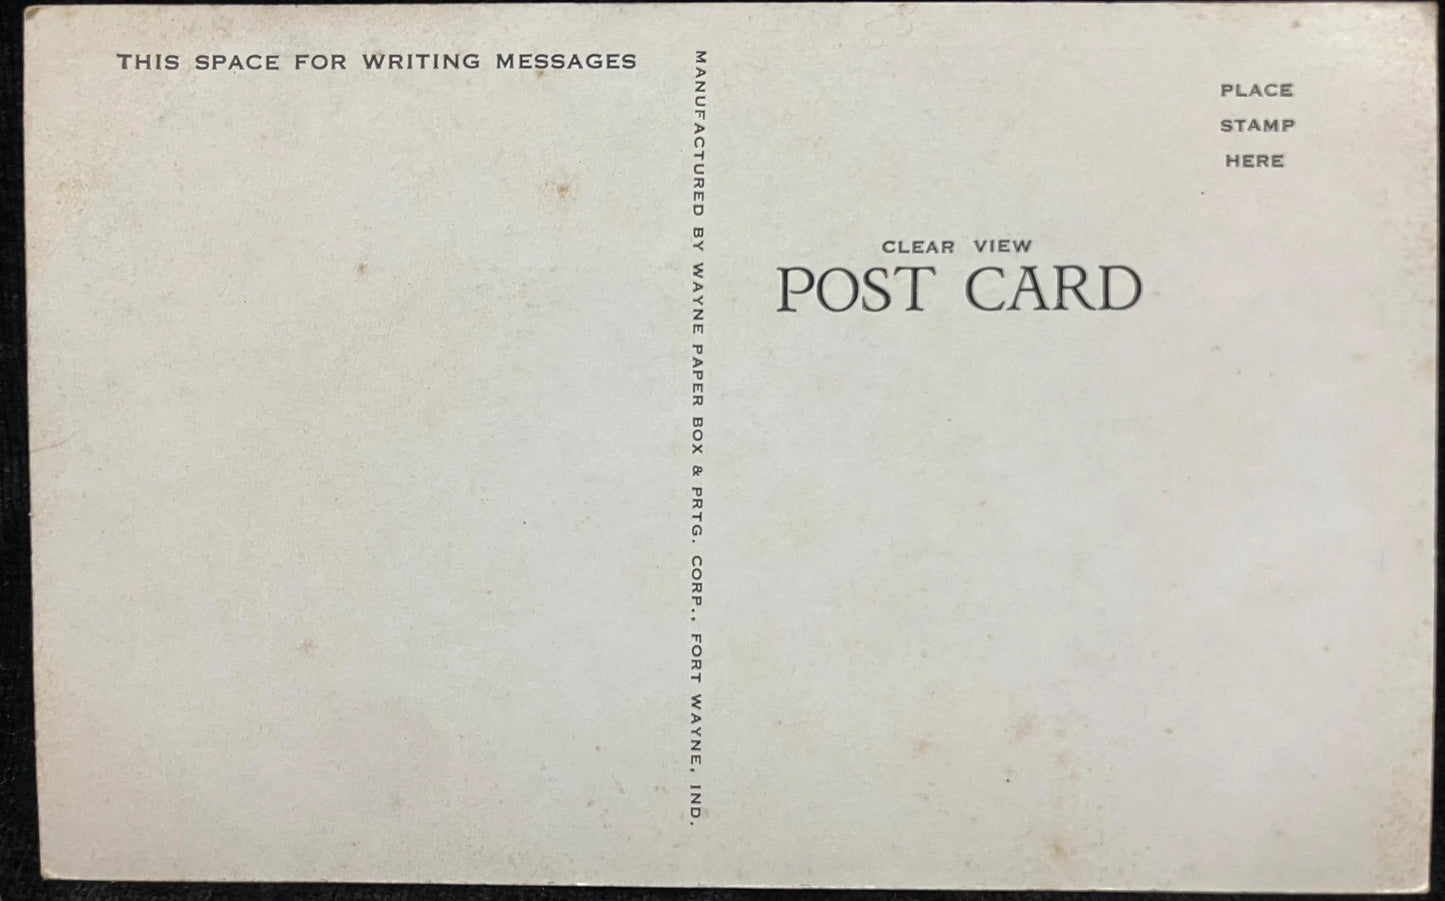 THIS SPACE FOR WRITING MESSAGES
MANUFACTURED BY WAYNE PAPER BOX & PRTG. CORP., FORT WAYNE, IND.
PLACE
STAMP
HERE
CLEAR VIEW
POST CARD